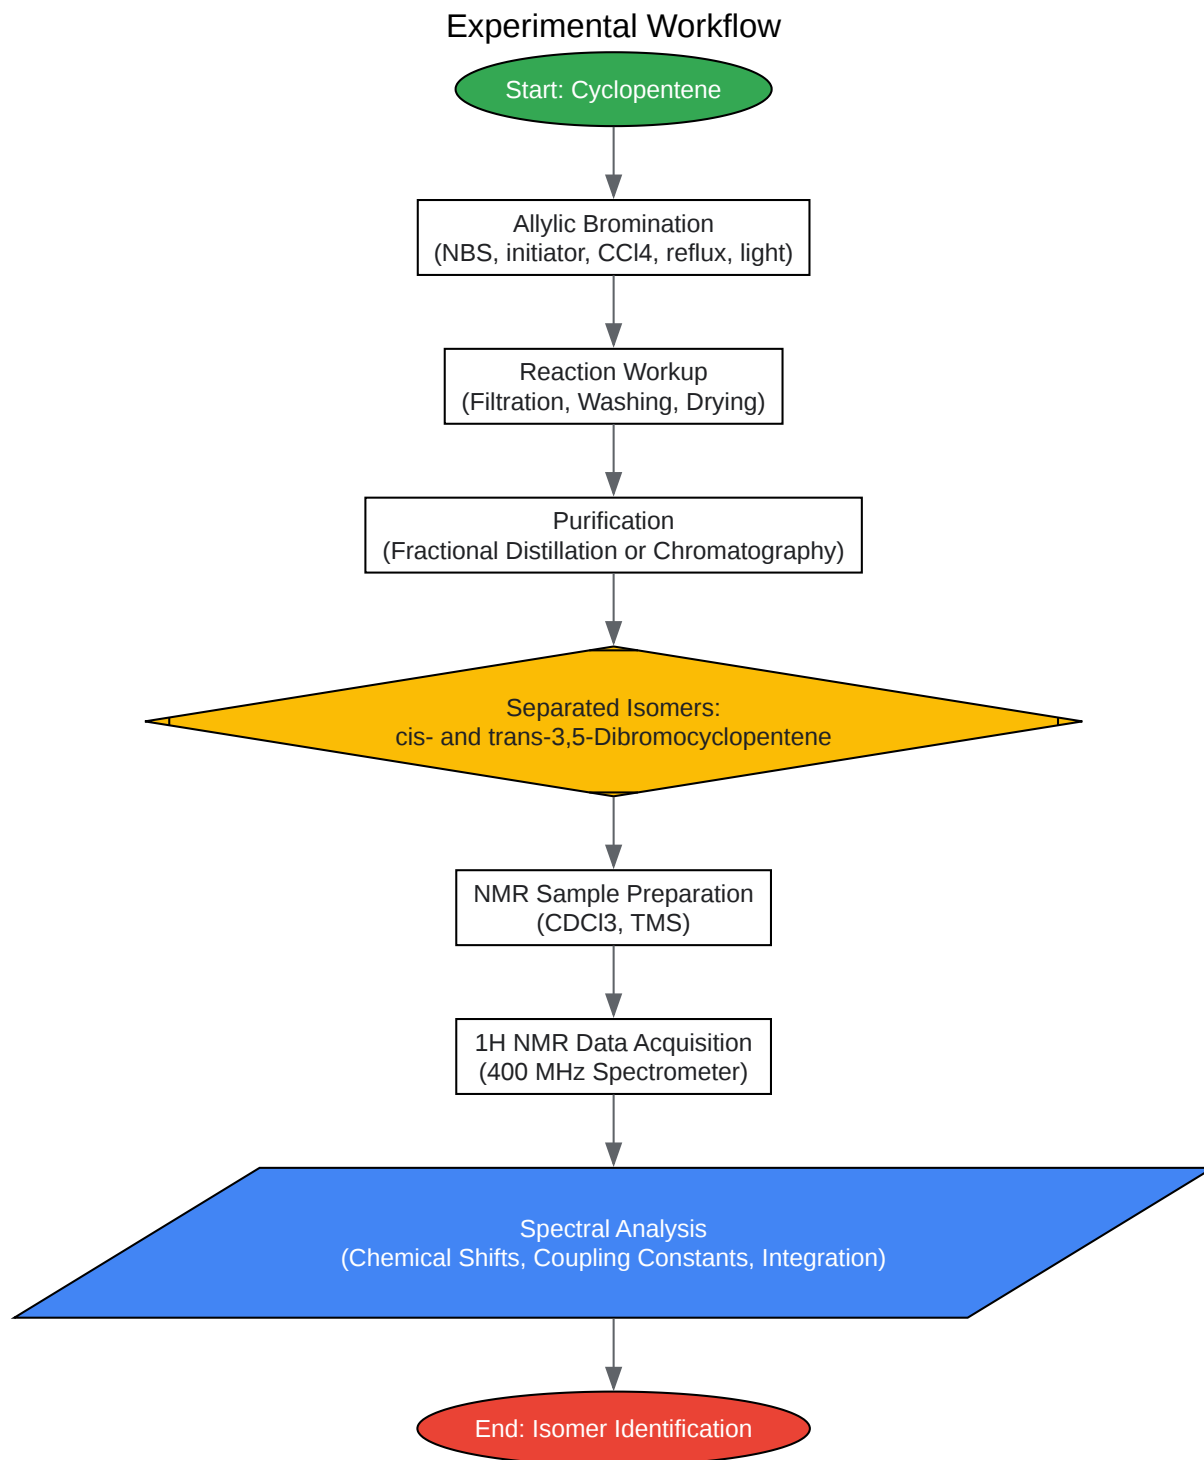 Experimental Workflow
Start: Cyclopentene
Allylic Bromination
(NBS, initiator, CCl4, reflux, light)
Reaction Workup
(Filtration, Washing, Drying)
Purification
(Fractional Distillation or Chromatography)
Separated Isomers:
cis- and trans-3,5-Dibromocyclopentene
NMR Sample Preparation
(CDCl3, TMS)
1H NMR Data Acquisition
(400 MHz Spectrometer)
Spectral Analysis
(Chemical Shifts, Coupling Constants, Integration)
End: Isomer Identification